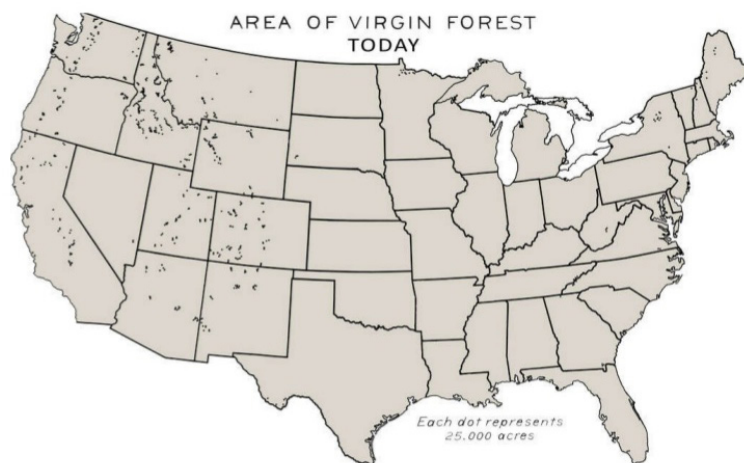 AREA OF VIRGIN FOREST
TODAY
Each dot represents
25,000 acres